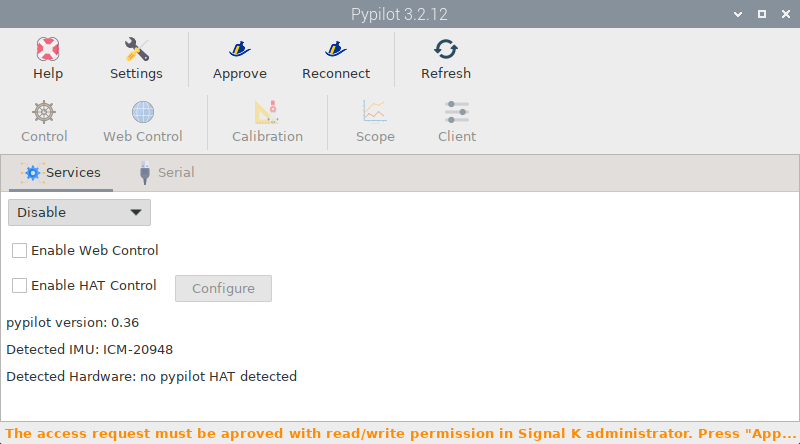 Pypilot 3.2.12
Help Settings Approve Reconnect Refresh
Control Web Control Calibration Scope Client
Services Serial
Disable
Enable Web Control
Enable HAT Control Configure
pypilot version: 0.36
Detected IMU: ICM-20948
Detected Hardware: no pypilot HAT detected
The access request must be aproved with read/write permission in Signal K administrator. Press "App...